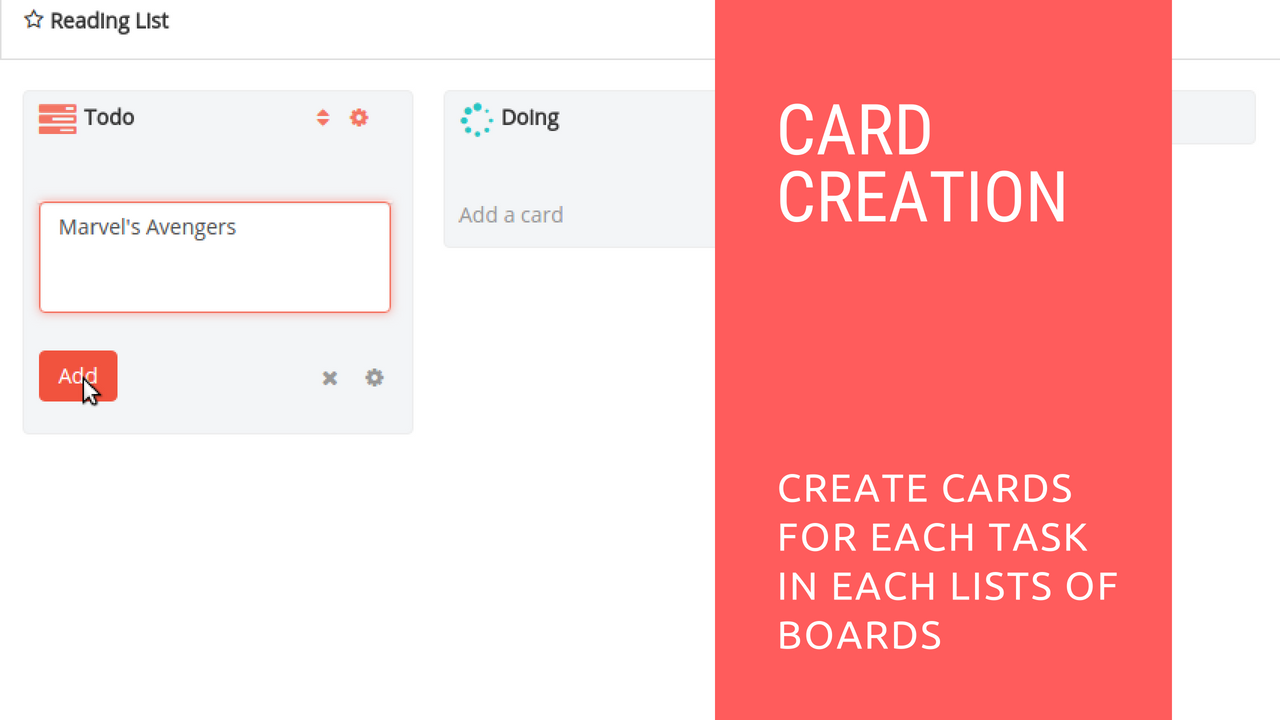 Reading List
Todo
Marvel's Avengers
Add
Doing
Add a card
CARD
CREATION
CREATE CARDS
FOR EACH TASK
IN EACH LISTS OF
BOARDS